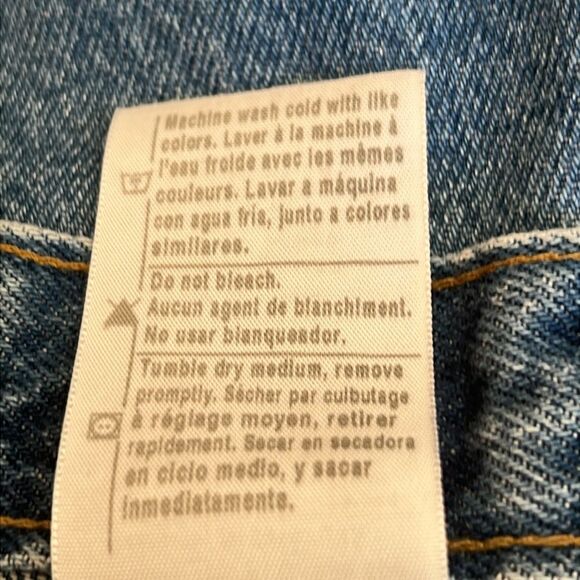 Machine wash cold with like
colors. Laver à la machine à
l'eau froide avec les mêmes
couleurs. Lavar a máquina
con agua fría, junto a colores
similares.
Do not bleach.
Aucun agent de blanchiment.
No usar blanqueador.
Tumble dry medium, remove
promptly. Sécher par culbutage
à réglage moyen, retirer
rapidement. Secar en secadora
en ciclo medio, y sacar
inmediatamente.